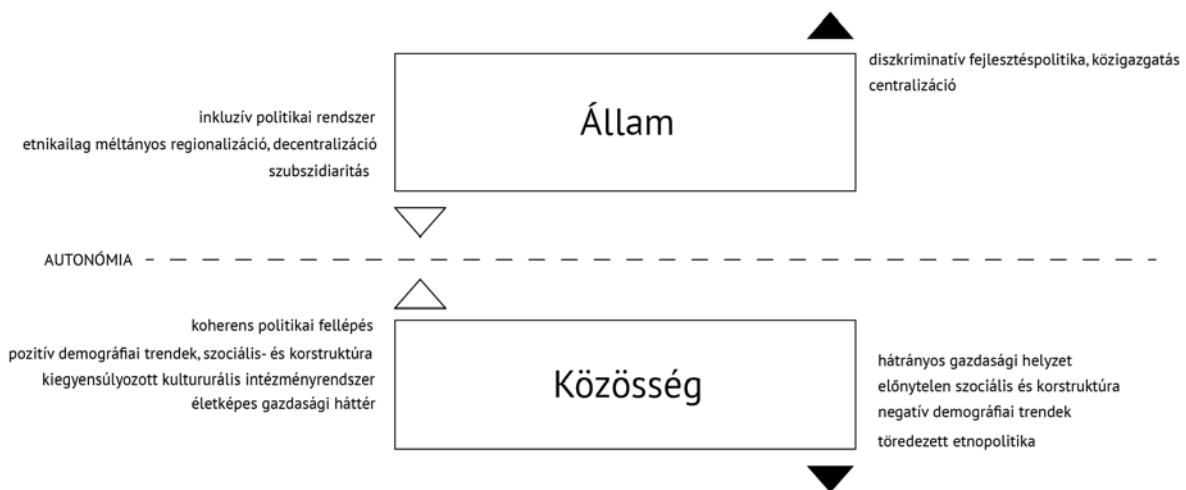 diszkriminatív fejlesztéspolitika, közigazgatás
centralizáció
Állam
inkluzív politikai rendszer
etnikailag méltányos regionalizáció, decentralizáció
szubszidiaritás
AUTONÓMIA
koherens politikai fellépés
pozitív demográfiai trendek, szociális- és korstruktúra
kiegyensúlyozott kultururális intézményrendszer
életképes gazdasági háttér
Közösség
hátrányos gazdasági helyzet
előnytelen szociális és korstruktúra
negatív demográfiai trendek
töredezett etnopolitika